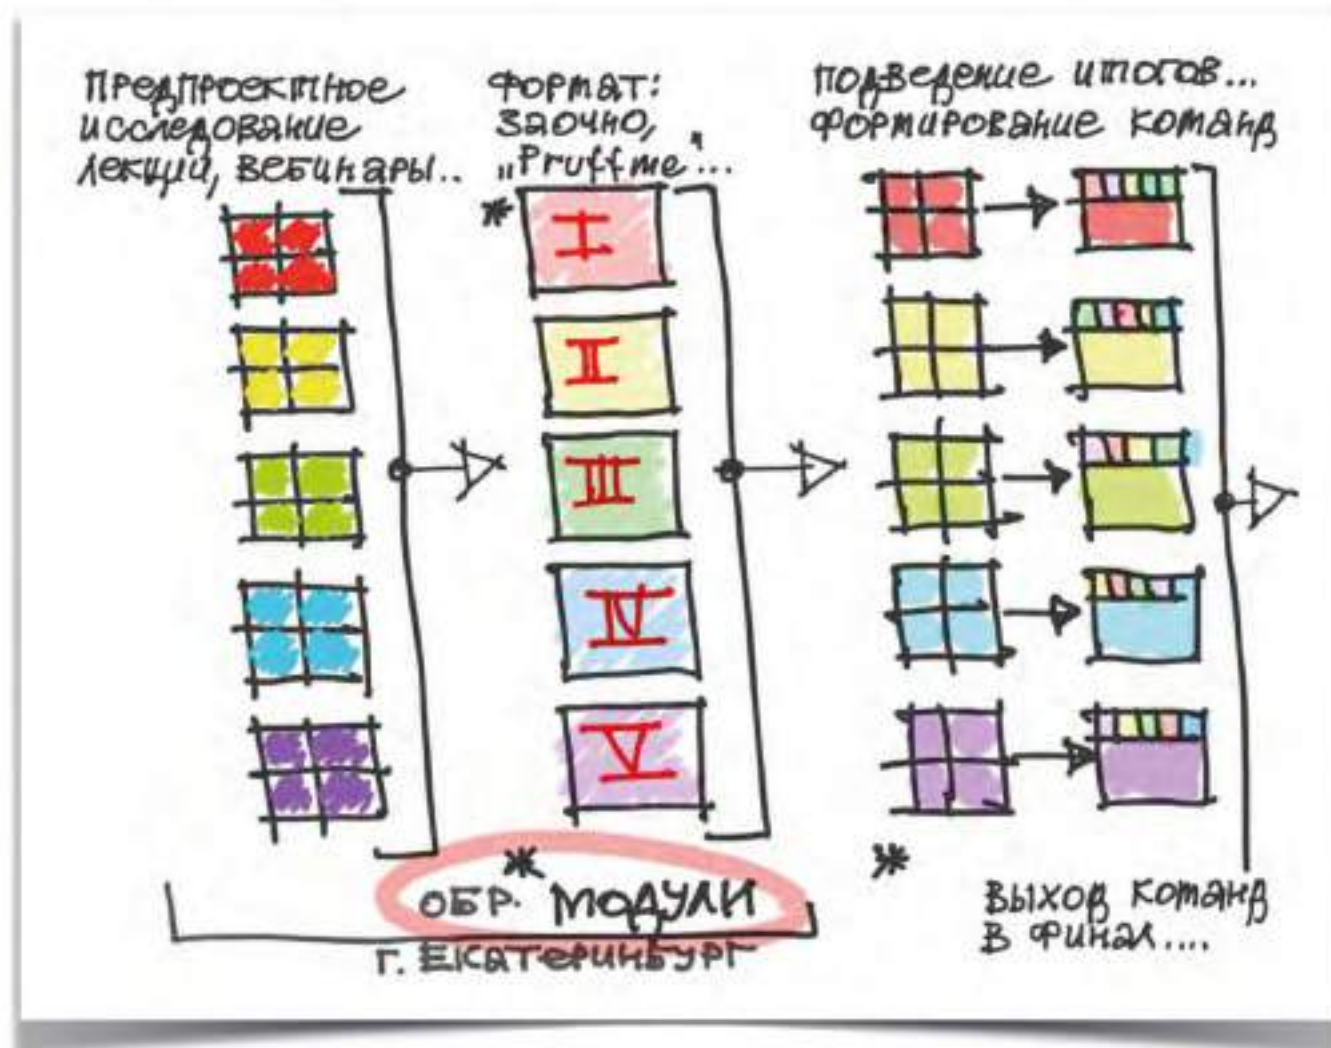 ПРЕДПРОЕКТНОЕ
ИССЛЕДОВАНИЕ
ЛЕКЦИИ, ВЕБИНАРЫ..
ФОРМАТ:
ЗАОЧНО,
„Pruffme“...
ПОДВЕДЕНИЕ ИТОГОВ...
ФОРМИРОВАНИЕ КОМАНД
*
I
II
III
IV
V
*
ОБР. МОДУЛИ
Г. ЕКАТЕРИНБУРГ
*
ВЫХОД КОМАНД
В ФИНАЛ....